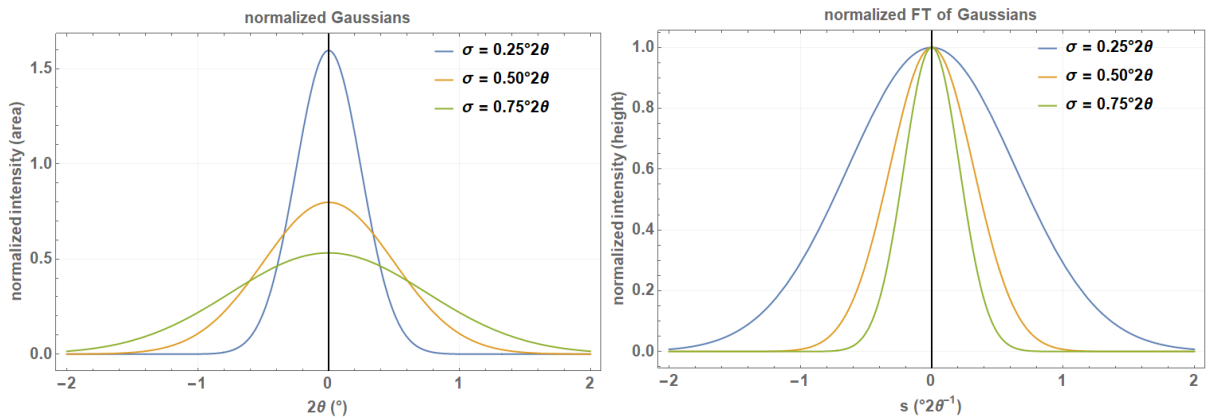 normalized Gaussians
normalized intensity (area)
1.5
1.0
0.5
0.0
σ = 0.25°2θ
σ = 0.50°2θ
σ = 0.75°2θ
−2
−1
0
1
2
2θ (°)
normalized FT of Gaussians
normalized intensity (height)
1.0
0.8
0.6
0.4
0.2
0.0
σ = 0.25°2θ
σ = 0.50°2θ
σ = 0.75°2θ
−2
−1
0
1
2
s (°2θ⁻¹)